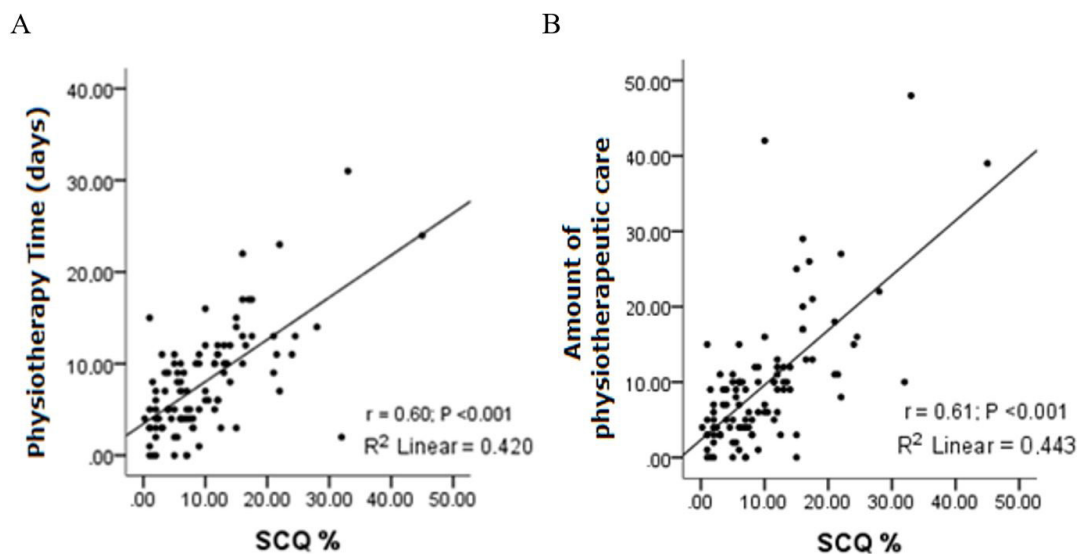 A
Physiotherapy Time (days)
40.00
30.00
20.00
10.00
.00
r = 0.60; P <0.001
R² Linear = 0.420
.00 10.00 20.00 30.00 40.00 50.00
SCQ %
B
Amount of
physiotherapeutic care
50.00
40.00
30.00
20.00
10.00
.00
r = 0.61; P <0.001
R² Linear = 0.443
.00 10.00 20.00 30.00 40.00 50.00
SCQ %